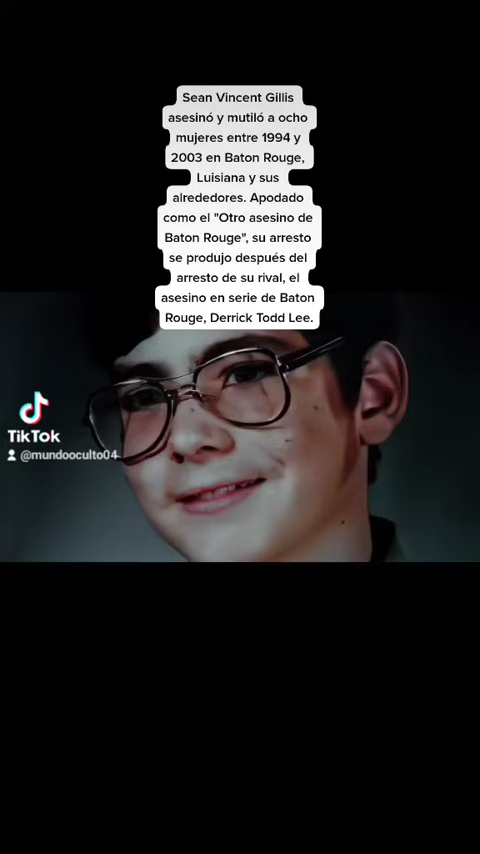 Sean Vincent Gillis
asesinó y mutiló a ocho
mujeres entre 1994 y
2003 en Baton Rouge,
Luisiana y sus
alrededores. Apodado
como el "Otro asesino de
Baton Rouge", su arresto
se produjo después del
arresto de su rival, el
asesino en serie de Baton
Rouge, Derrick Todd Lee.
TikTok
@mundooculto04